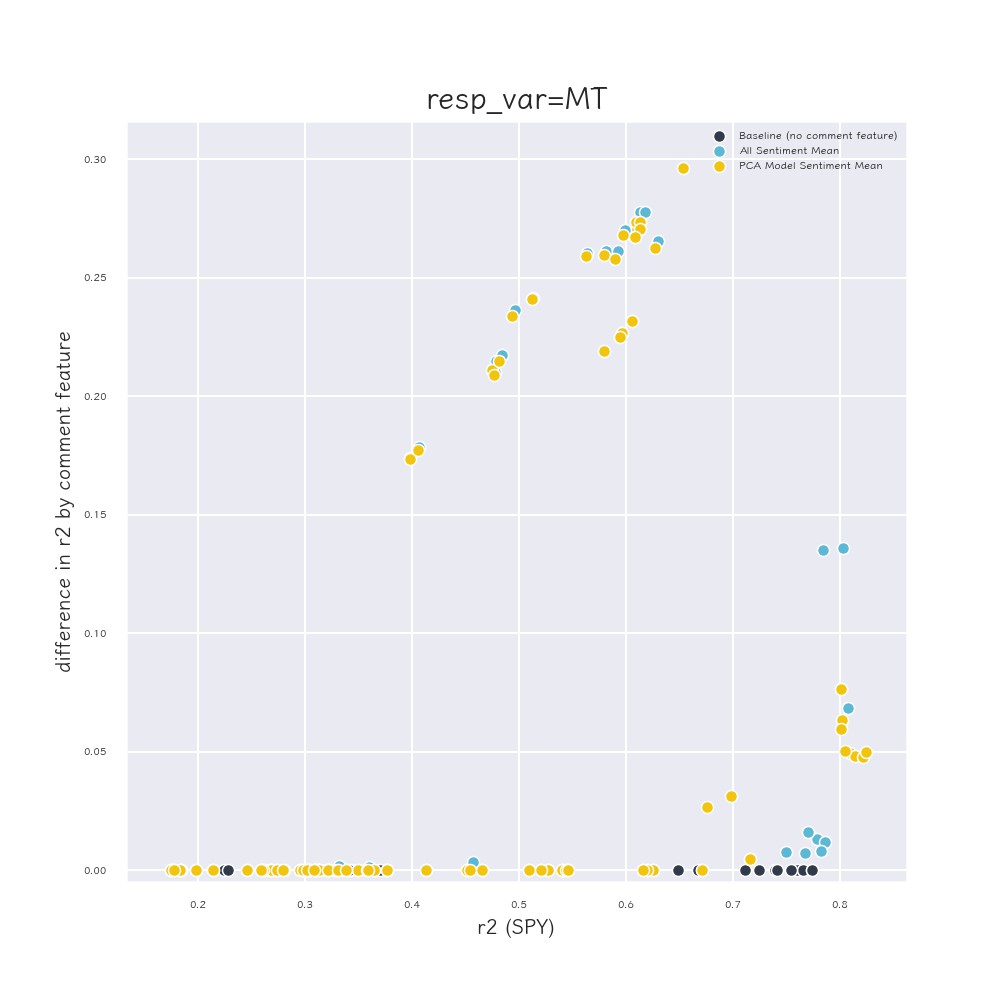 resp_var=MT
Baseline (no comment feature)
All Sentiment Mean
PCA Model Sentiment Mean
difference in r2 by comment feature
0.30
0.25
0.20
0.15
0.10
0.05
0.00
0.2 0.3 0.4 0.5 0.6 0.7 0.8
r2 (SPY)